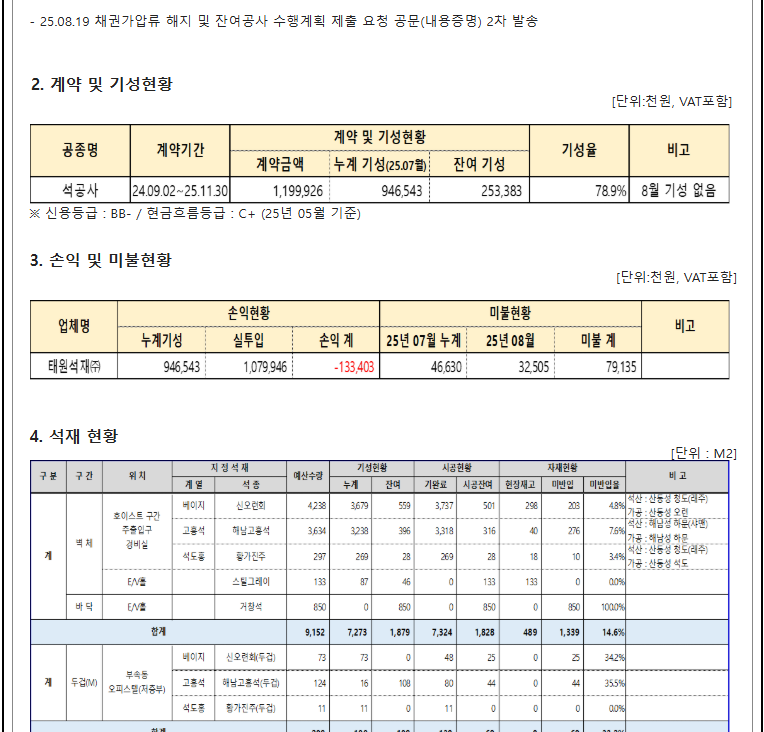 - 25.08.19 채권가압류 해지 및 잔여공사 수행계획 제출 요청 공문(내용증명) 2차 발송
2. 계약 및 기성현황
[단위:천원, VAT포함]
공종명 계약기간 계약 및 기성현황 기성율 비고
계약금액 누계 기성(25.07월) 잔여 기성
석공사 24.09.02~25.11.30 1,199,926 946,543 253,383 78.9% 8월 기성 없음
※ 신용등급 : BB- / 현금흐름등급 : C+ (25년 05월 기준)
3. 손익 및 미불현황
[단위:천원, VAT포함]
업체명 손익현황 미불현황 비고
누계기성 실투입 손익 계 25년 07월 누계 25년 08월 미불 계
태원석재㈜ 946,543 1,079,946 -133,403 46,630 32,505 79,135
4. 석재 현황
[단위 : M2]
구 분 구 간 위 치 지 정 석 재 예산수량 기성현황 시공현황 자재현황 비 고
계 열 석 종 누계 잔여 기완료 시공잔여 현장재고 미반입 미반입율
계 벽 체 호이스트 구간 주출입구 경비실 베이지 신오련회 4,238 3,679 559 3,737 501 298 203 4.8% 석산 : 산동성 청도(래주)
가공 : 산동성 오련
고흥석 해남고흥석 3,634 3,238 396 3,318 316 40 276 7.6% 석산 : 해남성 하문(샤먼)
가공 : 해남성 하문
석도홍 황가진주 297 269 28 269 28 18 10 3.4% 석산 : 산동성 청도(래주)
가공 : 산동성 석도
E/V홀 스틸그레이 133 87 46 0 133 133 0 0.0%
바 닥 E/V홀 거창석 850 0 850 0 850 0 850 100.0%
합계 9,152 7,273 1,879 7,324 1,828 489 1,339 14.6%
계 두겁(M) 부속동 오피스텔(저층부) 베이지 신오련회(두겁) 73 73 0 48 25 0 25 34.2%
고흥석 해남고흥석(두겁) 124 16 108 80 44 0 44 35.5%
석도홍 황가진주(두겁) 11 11 0 11 0 0 0 0.0%